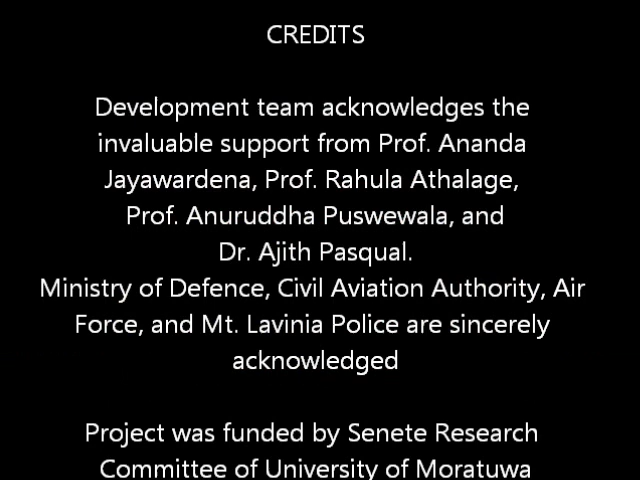 CREDITS
Development team acknowledges the
invaluable support from Prof. Ananda
Jayawardena, Prof. Rahula Athalage,
Prof. Anuruddha Puswewala, and
Dr. Ajith Pasqual.
Ministry of Defence, Civil Aviation Authority, Air
Force, and Mt. Lavinia Police are sincerely
acknowledged
Project was funded by Senete Research
Committee of University of Moratuwa